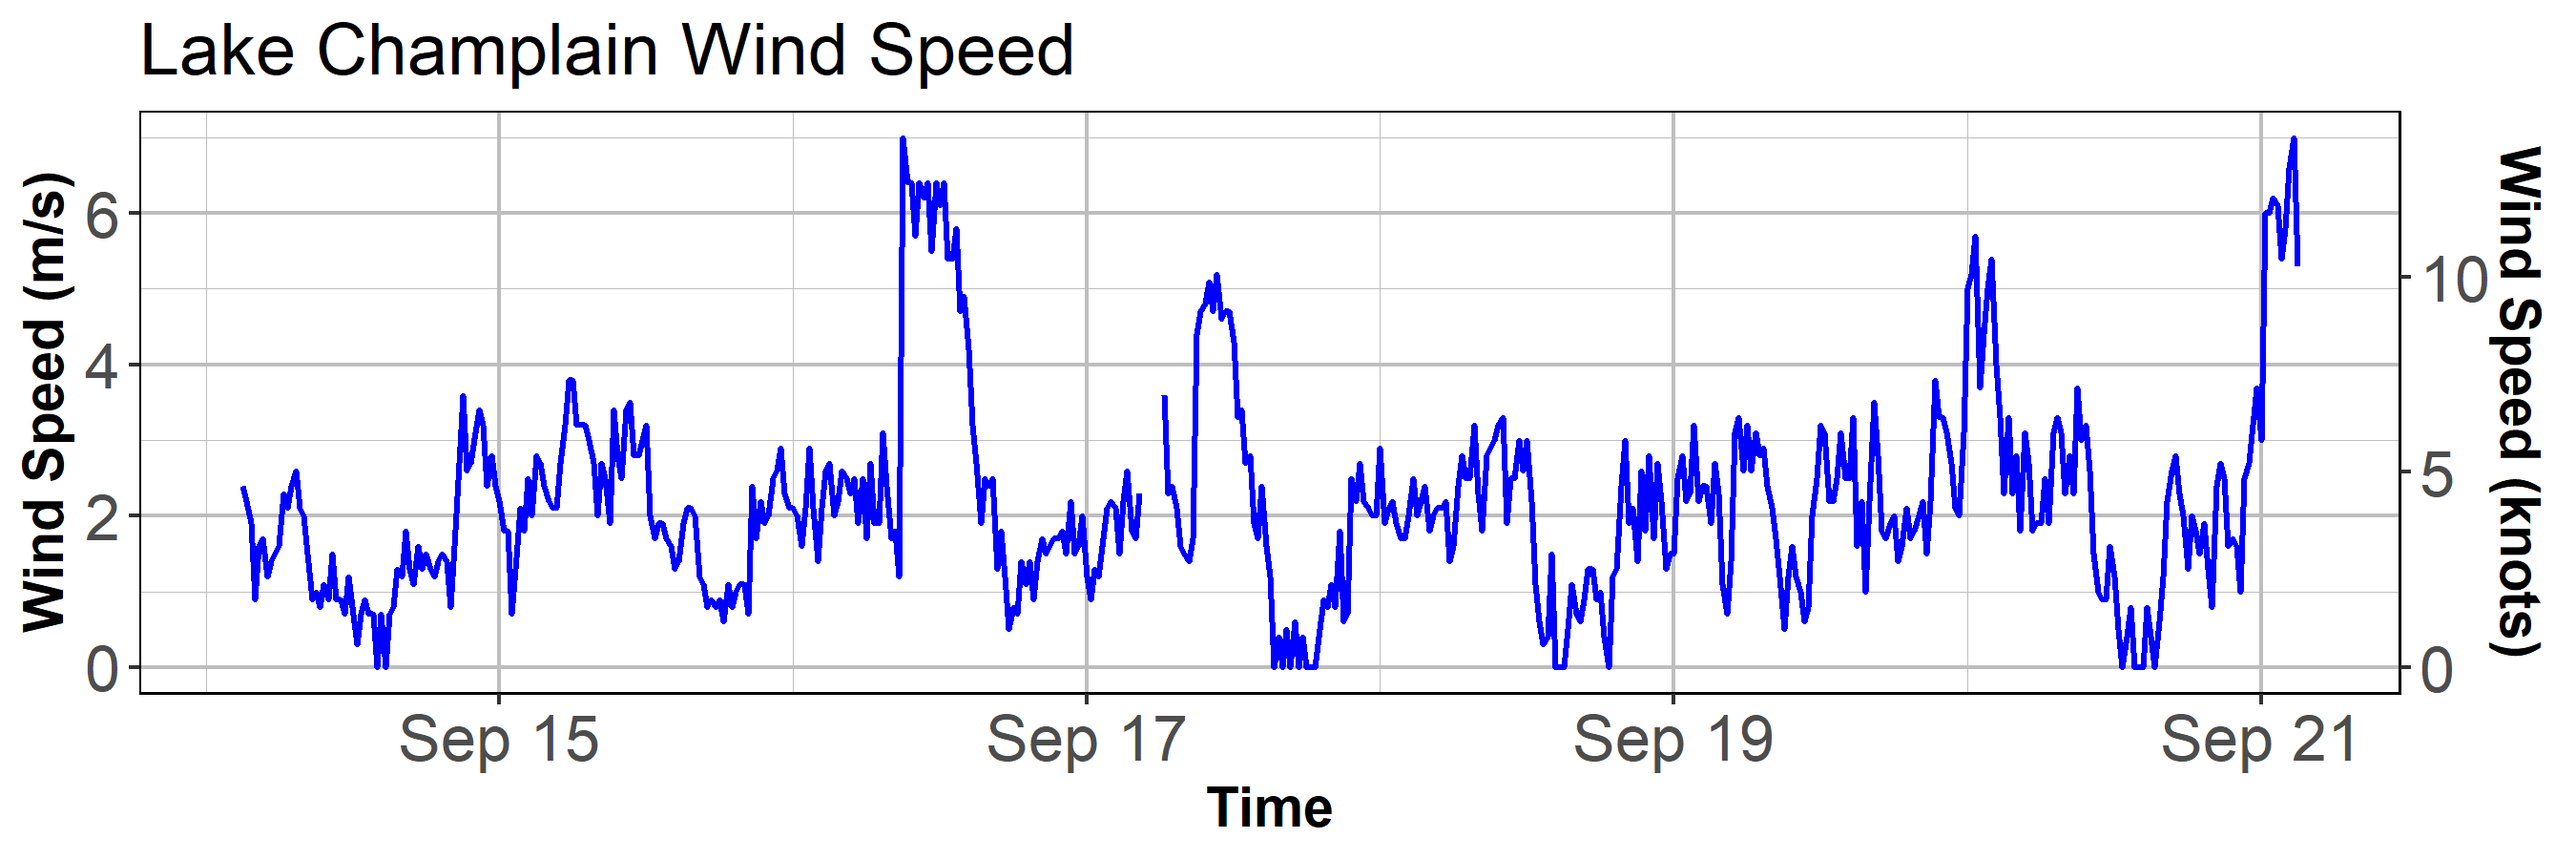 Lake Champlain Wind Speed
Wind Speed (m/s)
6
4
2
0
10
5
0
Wind Speed (knots)
Sep 15
Sep 17
Sep 19
Sep 21
Time